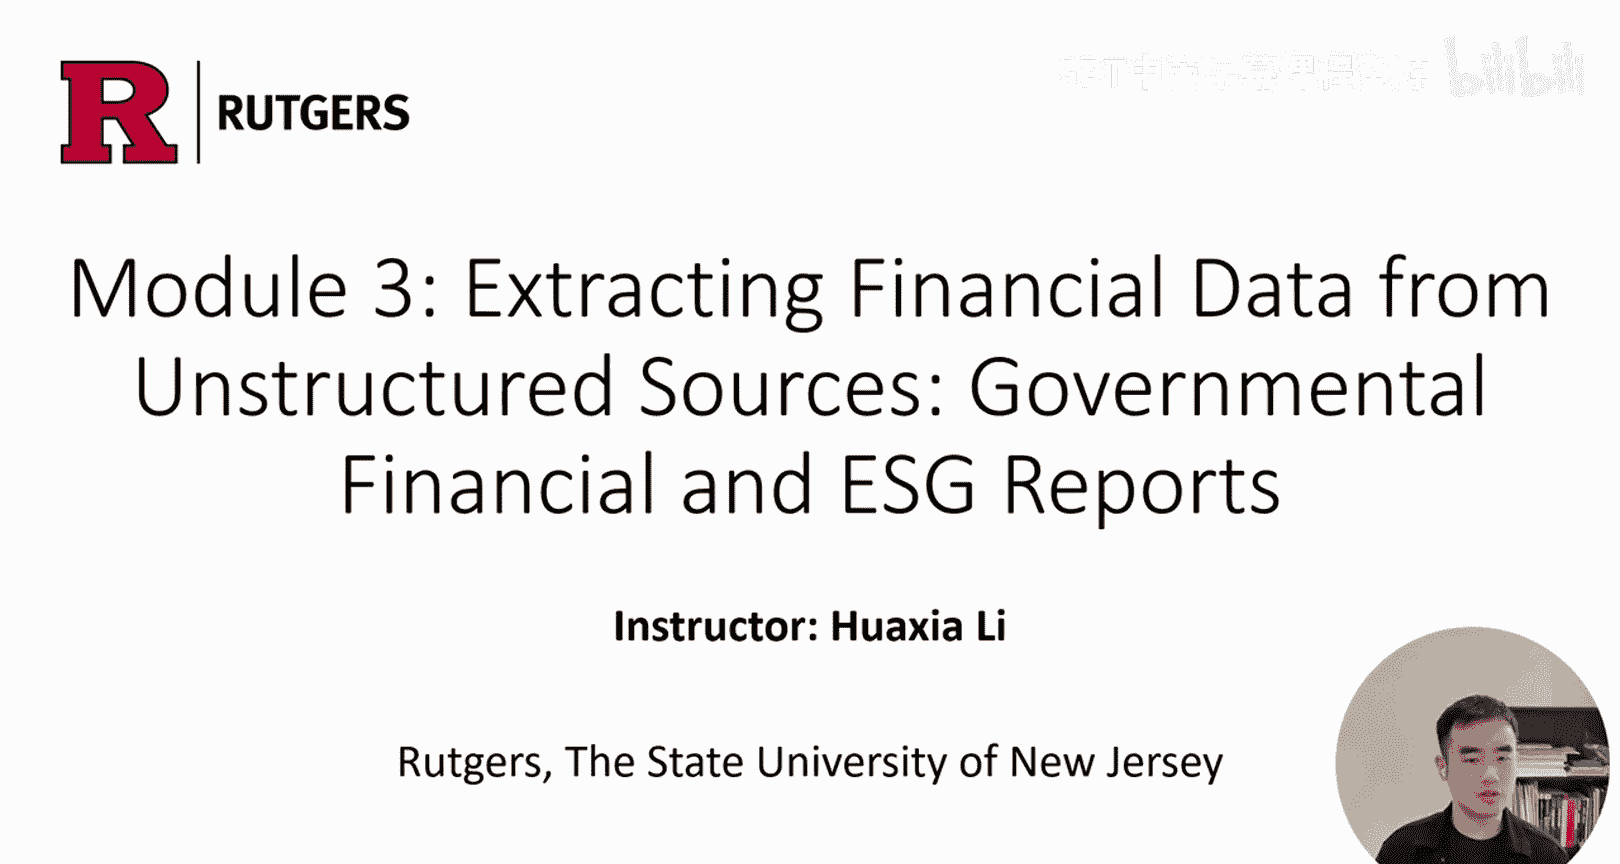 R RUTGERS
bilibili
Module 3: Extracting Financial Data from
Unstructured Sources: Governmental
Financial and ESG Reports
Instructor: Huaxia Li
Rutgers, The State University of New Jersey